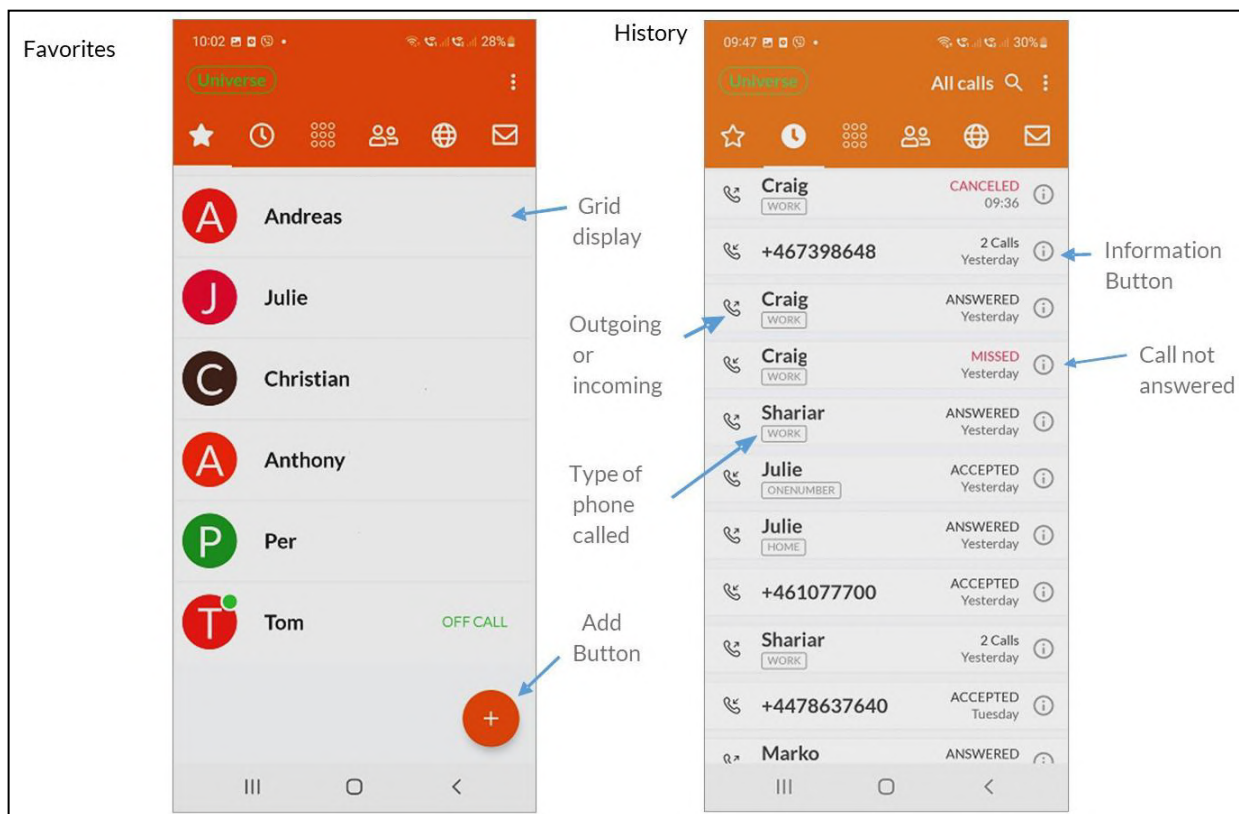 Favorites
10:02
28%
Universe
A Andreas
J Julie
C Christian
A Anthony
P Per
T Tom OFF CALL
+
Grid
display
Add
Button
History
09:47
30%
Universe
All calls
Craig CANCELED
WORK 09:36
+467398648 2 Calls
Yesterday
Craig ANSWERED
WORK Yesterday
Craig MISSED
WORK Yesterday
Shariar ANSWERED
WORK Yesterday
Julie ACCEPTED
ONENUMBER Yesterday
Julie ANSWERED
HOME Yesterday
+461077700 ACCEPTED
Yesterday
Shariar 2 Calls
WORK Yesterday
+4478637640 ACCEPTED
Tuesday
Marko ANSWERED
Outgoing
or
incoming
Type of
phone
called
Information
Button
Call not
answered